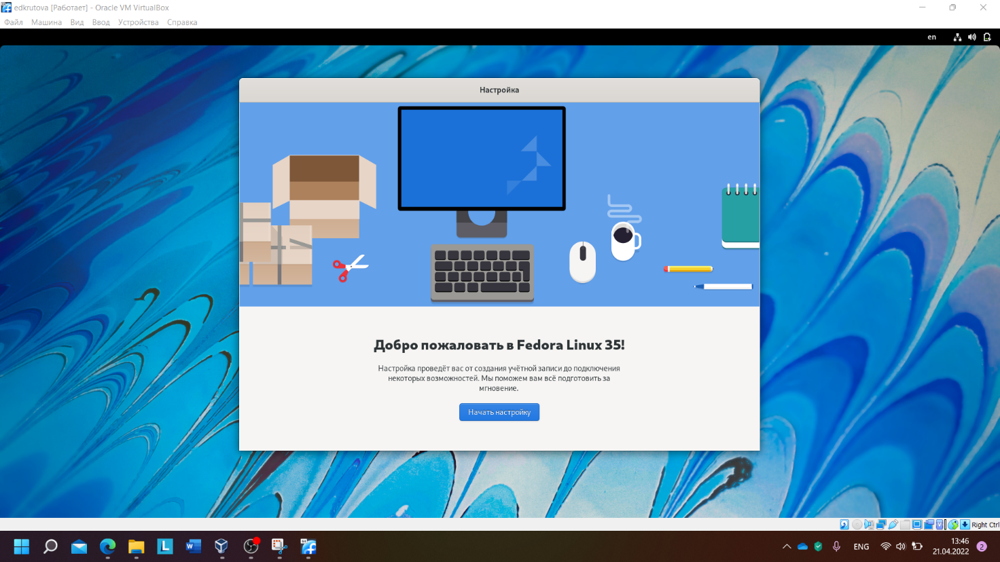 edkrutova [Работает] - Oracle VM VirtualBox
Файл Машина Вид Ввод Устройства Справка
en
Настройка
Добро пожаловать в Fedora Linux 35!
Настройка проведёт вас от создания учётной записи до подключения
некоторых возможностей. Мы поможем вам всё подготовить за
мгновение.
Начать настройку
Right Ctrl
L
W
ENG
13:46
21.04.2022
2